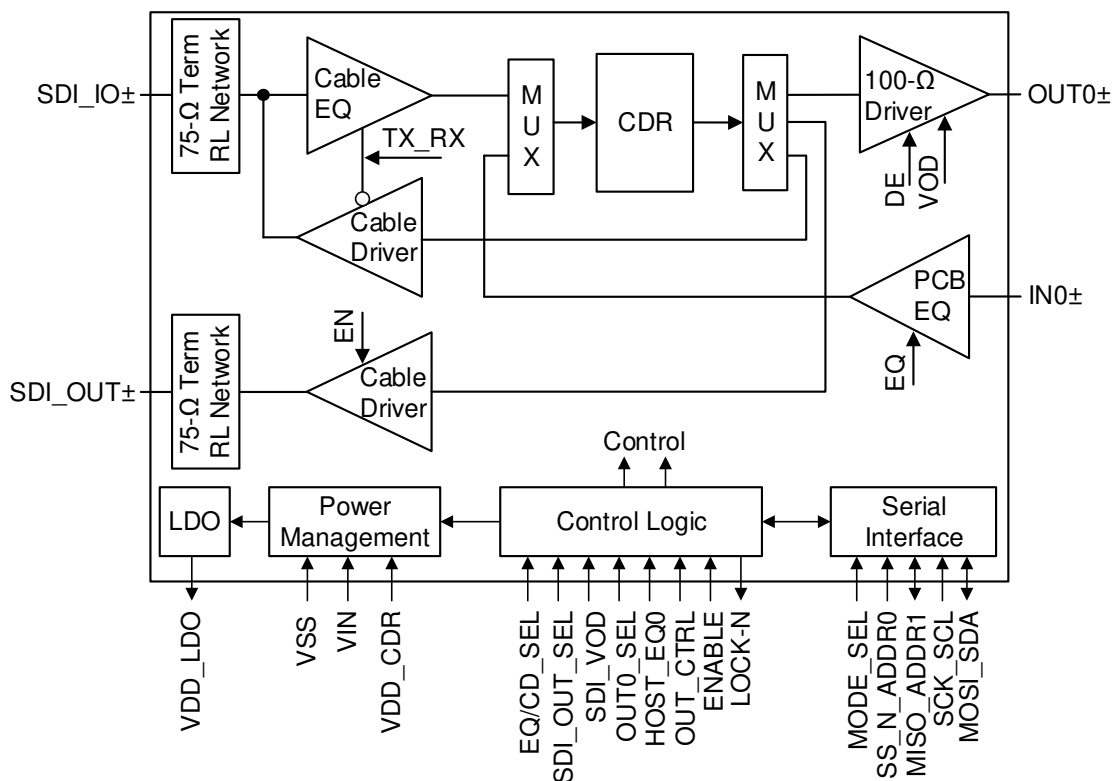 SDI_IO±
75-Ω Term
RL Network
Cable
EQ
TX_RX
Cable
Driver
M
U
X
CDR
M
U
X
100-Ω
Driver
DE
VOD
OUT0±
PCB
EQ
EQ
IN0±
SDI_OUT±
75-Ω Term
RL Network
EN
Cable
Driver
Control
LDO
Power
Management
Control Logic
Serial
Interface
VDD_LDO
VSS
VIN
VDD_CDR
EQ/CD_SEL
SDI_OUT_SEL
SDI_VOD
OUT0_SEL
HOST_EQ0
OUT_CTRL
ENABLE
LOCK-N
MODE_SEL
SS_N_ADDR0
MISO_ADDR1
SCK_SCL
MOSI_SDA